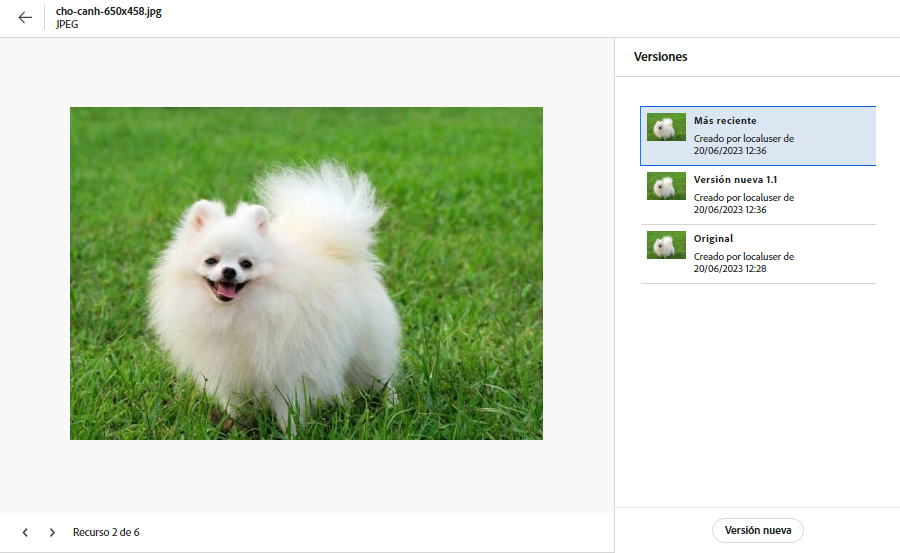 cho-canh-650x458.jpg
JPEG
Versiones
Más reciente
Creado por localuser de
20/06/2023 12:36
Versión nueva 1.1
Creado por localuser de
20/06/2023 12:36
Original
Creado por localuser de
20/06/2023 12:28
Recurso 2 de 6
Versión nueva